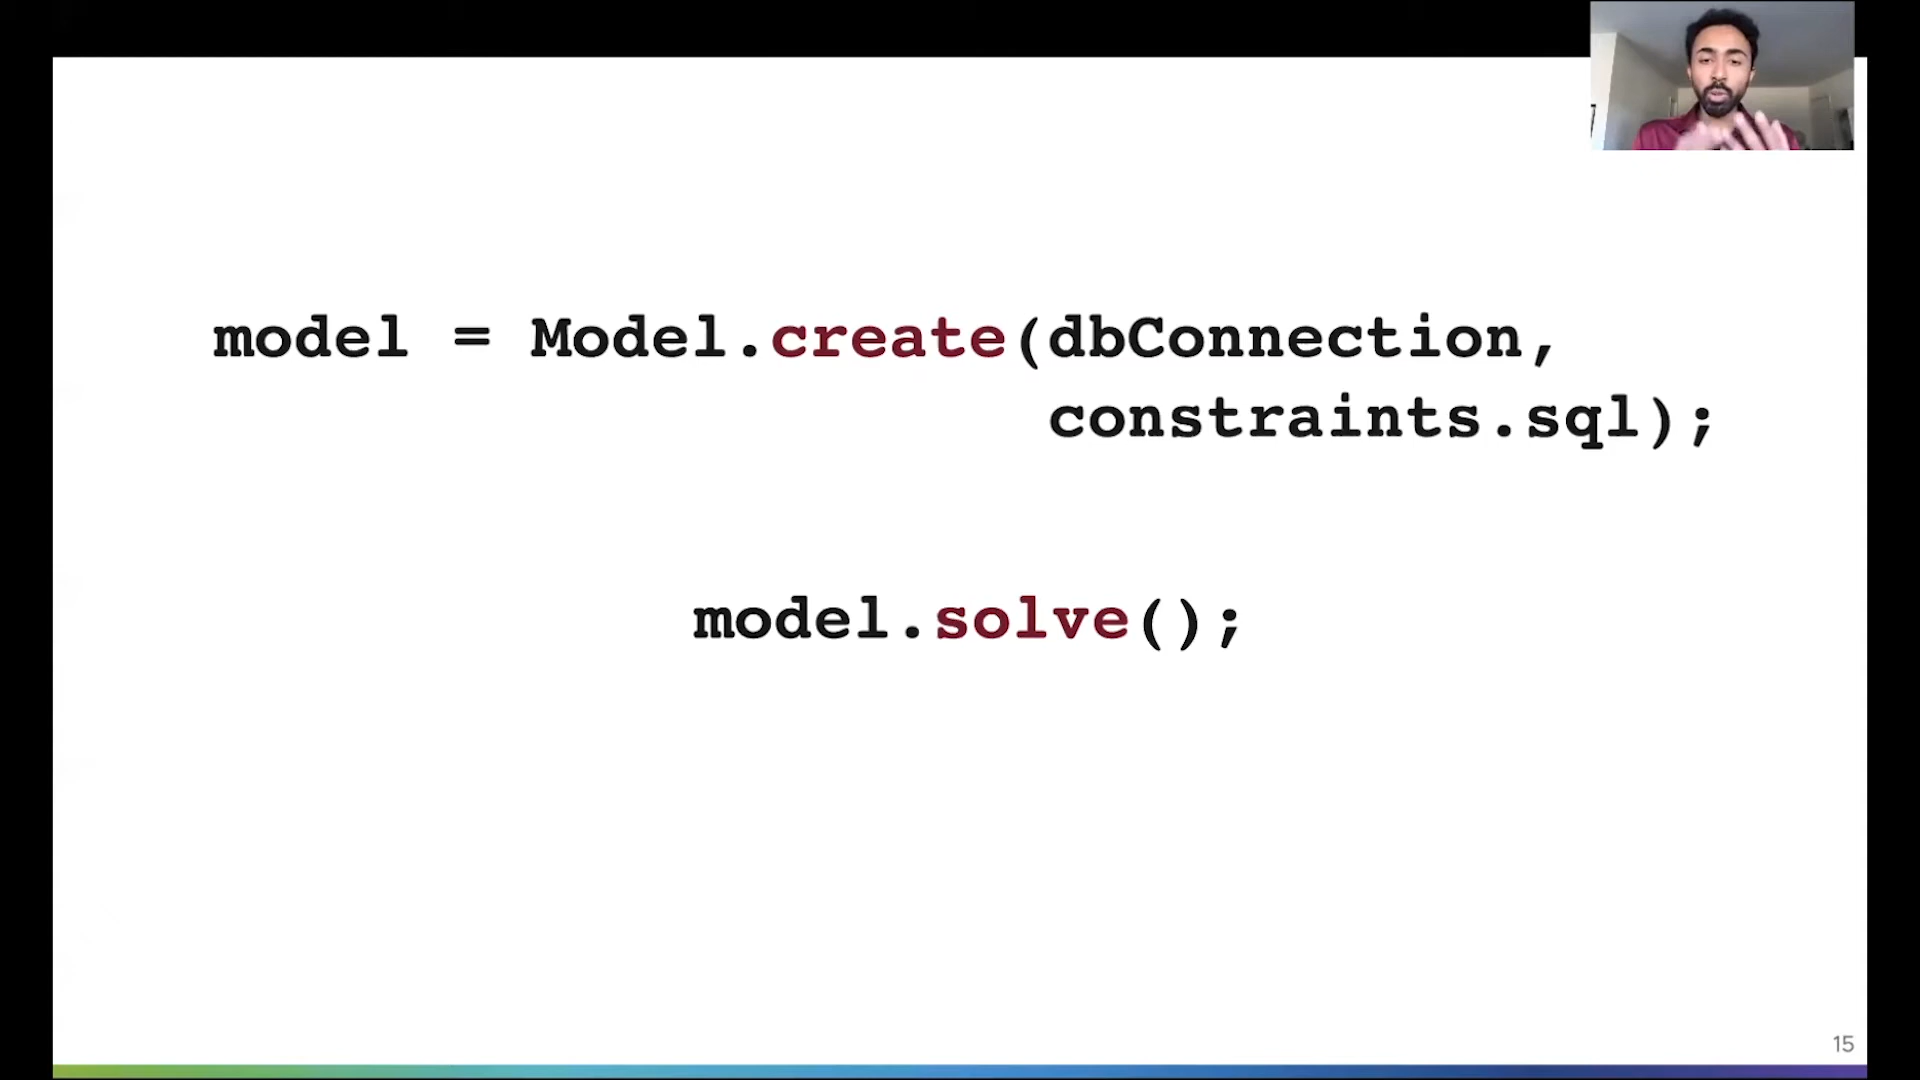 model = Model.create(dbConnection,
constraints.sql);
model.solve();
15